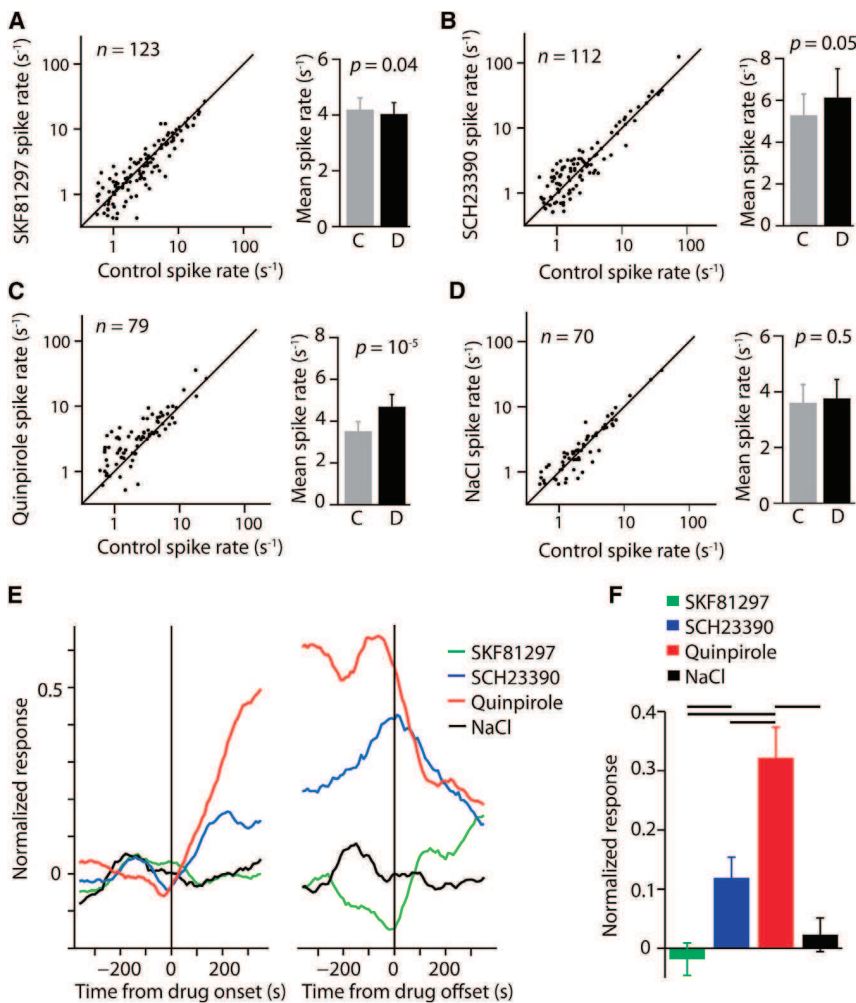 A
SKF81297 spike rate (s-1)
n = 123
100
10
1
1 10 100
Control spike rate (s-1)
Mean spike rate (s-1)
p = 0.04
6
4
2
0
C D
B
SCH23390 spike rate (s-1)
n = 112
100
10
1
1 10 100
Control spike rate (s-1)
Mean spike rate (s-1)
p = 0.05
8
6
4
2
0
C D
C
Quinpirole spike rate (s-1)
n = 79
100
10
1
1 10 100
Control spike rate (s-1)
Mean spike rate (s-1)
p = 10-5
8
6
4
2
0
C D
D
NaCl spike rate (s-1)
n = 70
100
10
1
1 10 100
Control spike rate (s-1)
Mean spike rate (s-1)
p = 0.5
6
4
2
0
C D
E
Normalized response
0.5
0
−200 0 200
Time from drug onset (s)
−200 0 200
Time from drug offset (s)
SKF81297
SCH23390
Quinpirole
NaCl
F
SKF81297
SCH23390
Quinpirole
NaCl
Normalized response
0.4
0.3
0.2
0.1
0